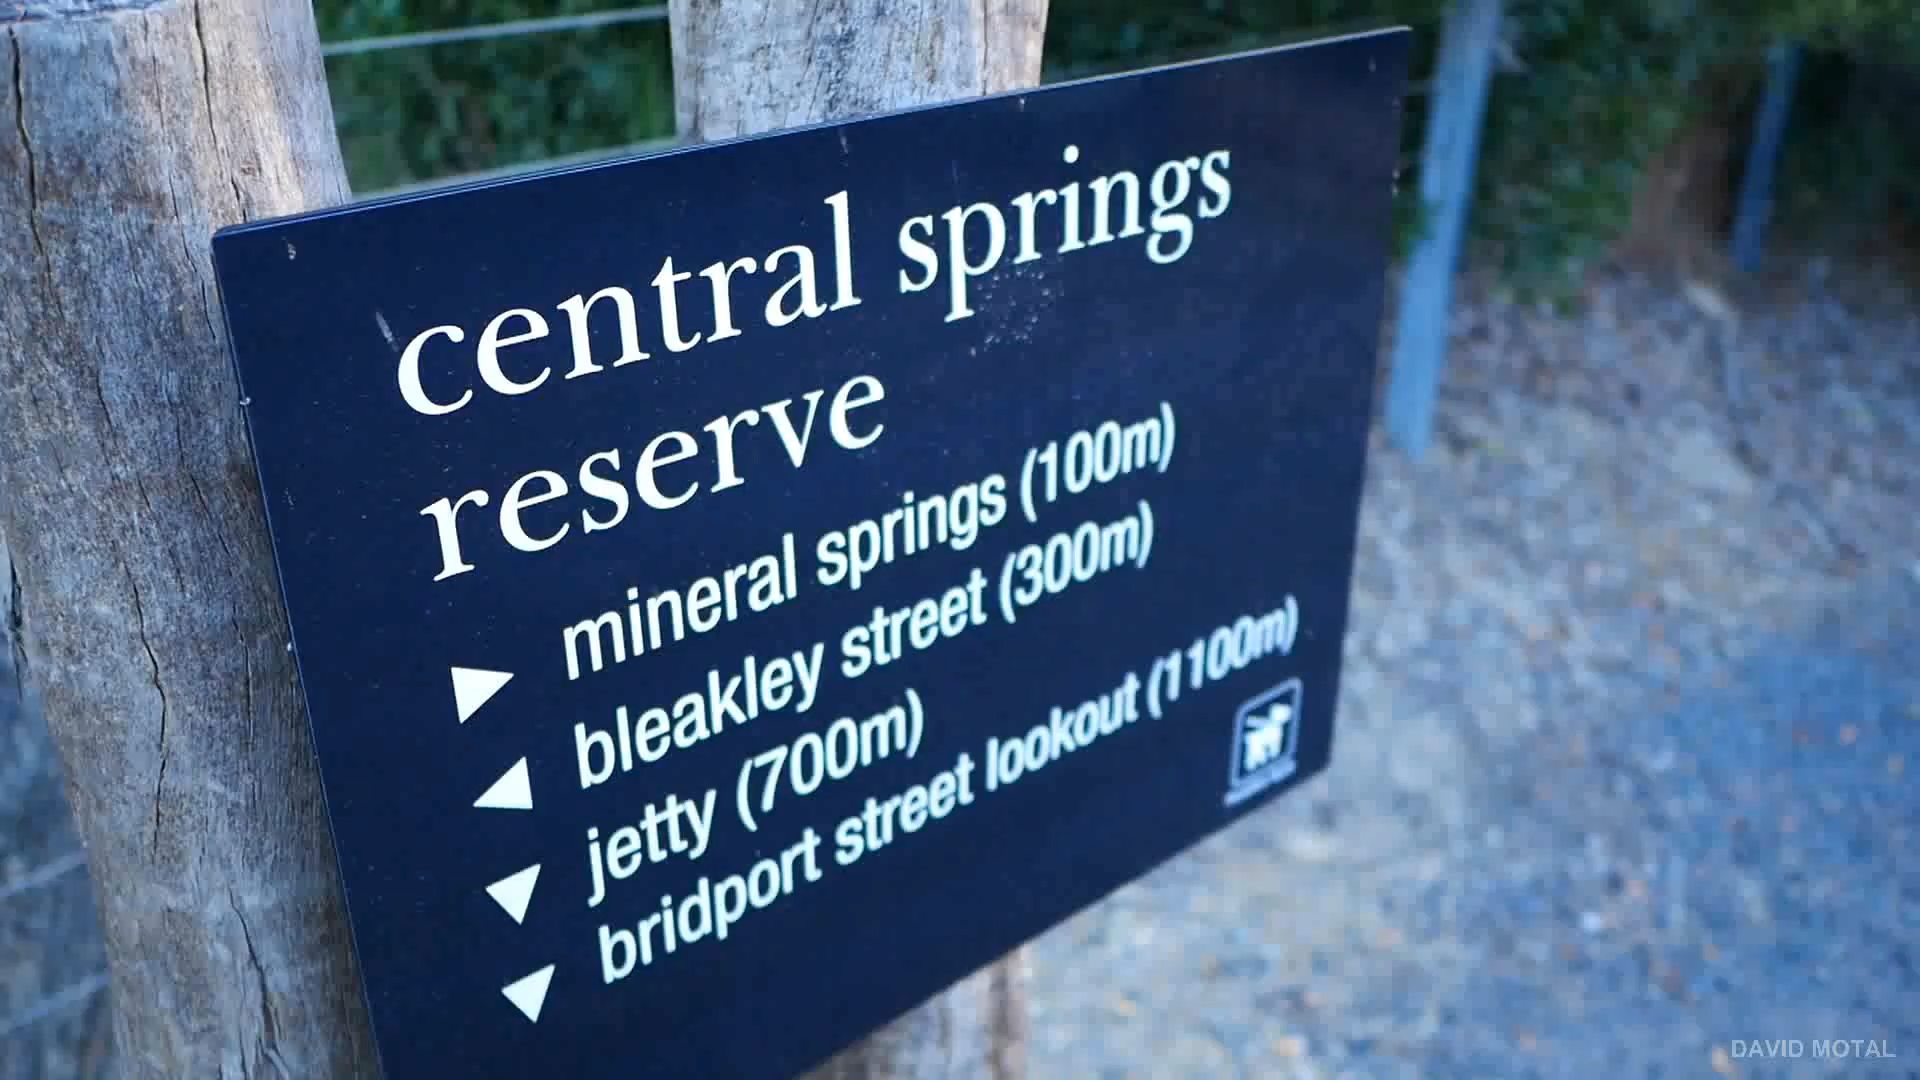 central springs
reserve
▶ mineral springs (100m)
◀ bleakley street (300m)
▼ jetty (700m)
▼ bridport street lookout (1100m)
DAVID MOTAL